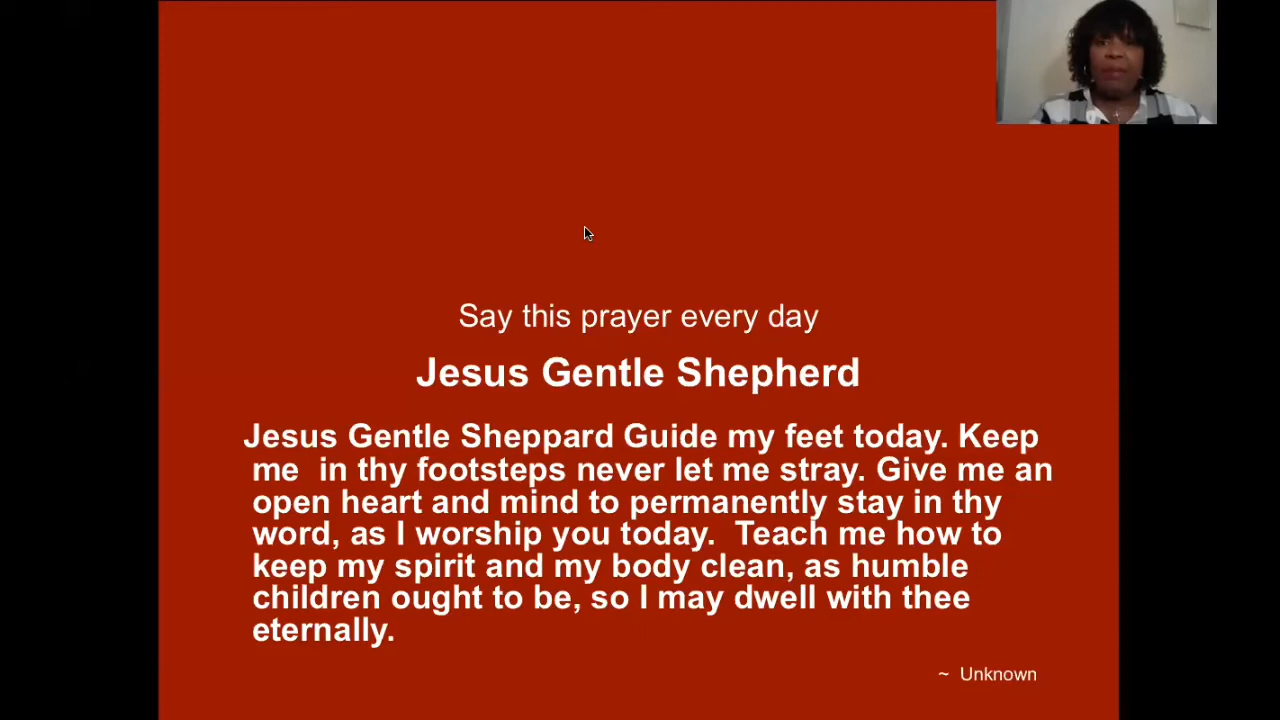 Say this prayer every day
Jesus Gentle Shepherd
Jesus Gentle Sheppard Guide my feet today. Keep
me  in thy footsteps never let me stray. Give me an
open heart and mind to permanently stay in thy
word, as I worship you today.  Teach me how to
keep my spirit and my body clean, as humble
children ought to be, so I may dwell with thee
eternally.
~  Unknown